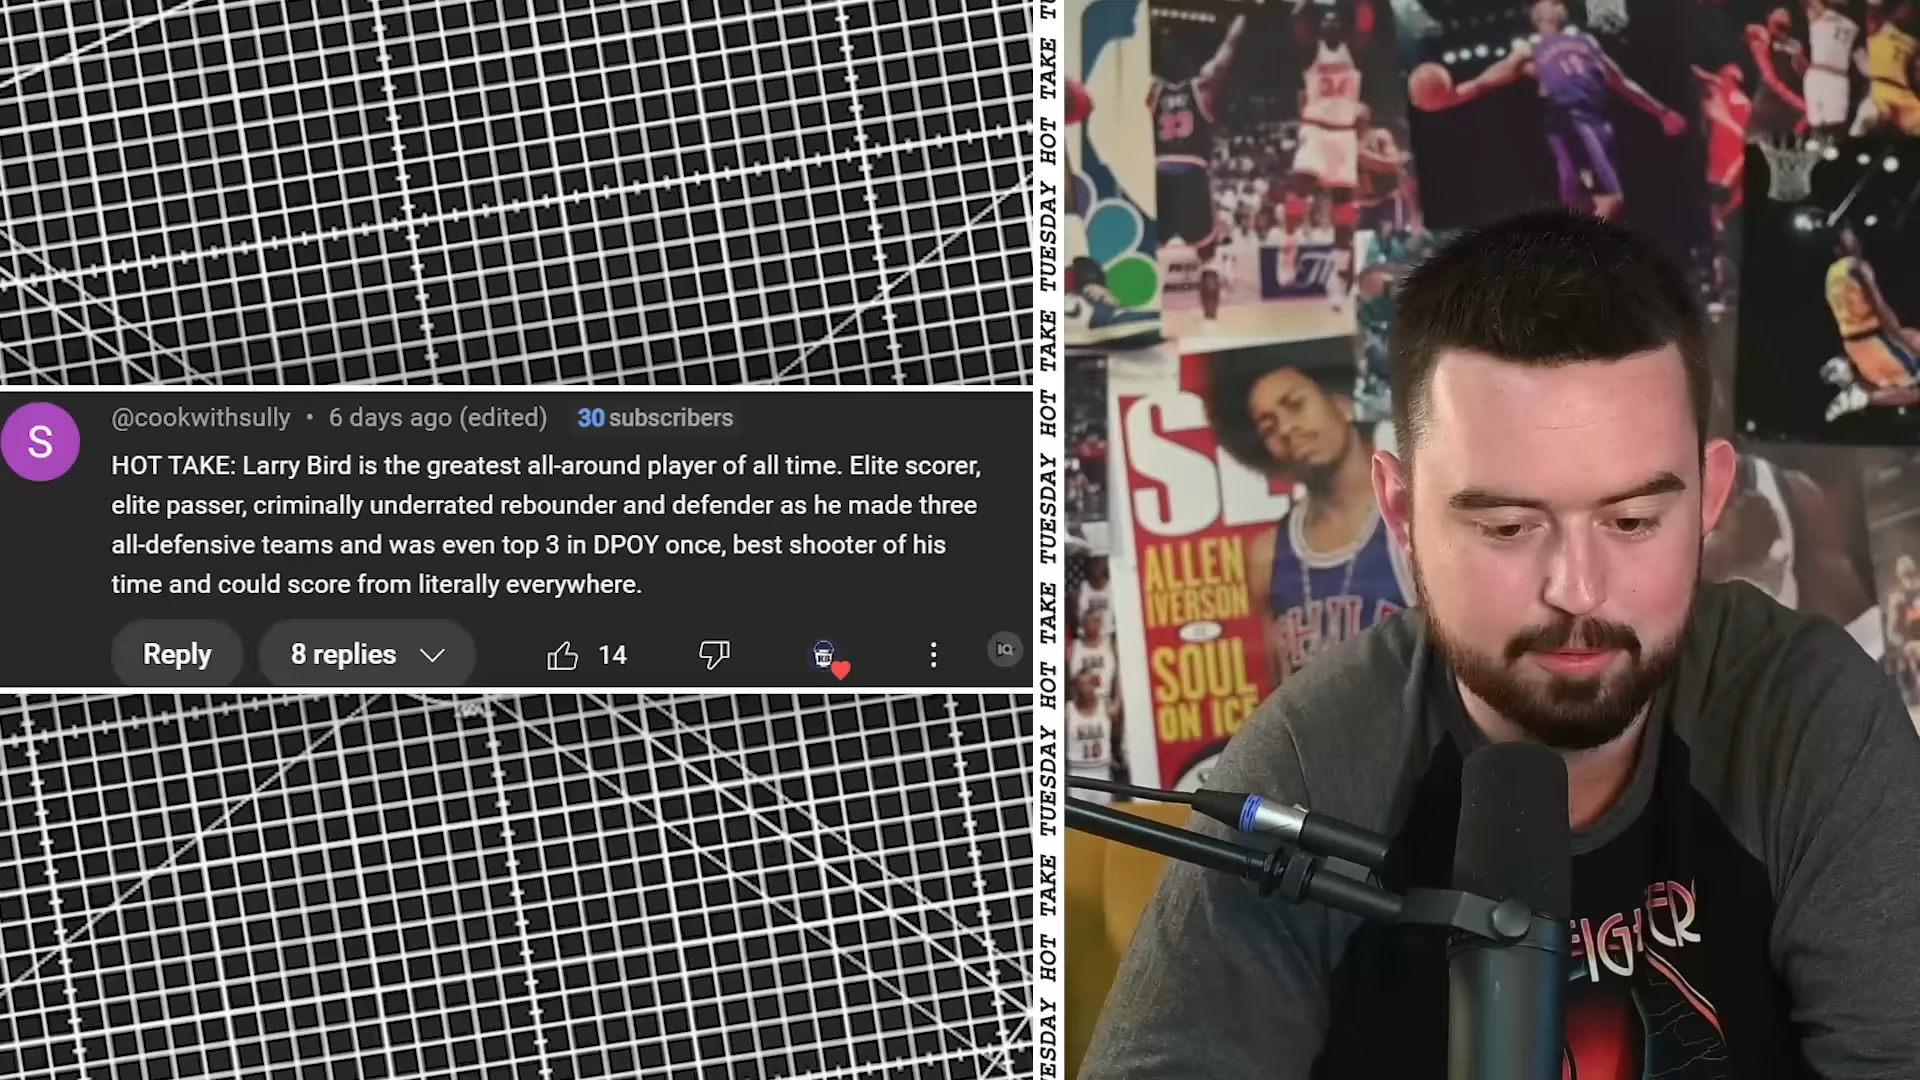 @cookwithsully • 6 days ago (edited) 30 subscribers
S
HOT TAKE: Larry Bird is the greatest all-around player of all time. Elite scorer,
elite passer, criminally underrated rebounder and defender as he made three
all-defensive teams and was even top 3 in DPOY once, best shooter of his
time and could score from literally everywhere.
Reply
8 replies
14
HOT TAKE TUESDAY HOT TAKE TUESDAY HOT TAKE TUESDAY HOT TAKE
33
ALLEN
IVERSON
SOUL
ON ICE